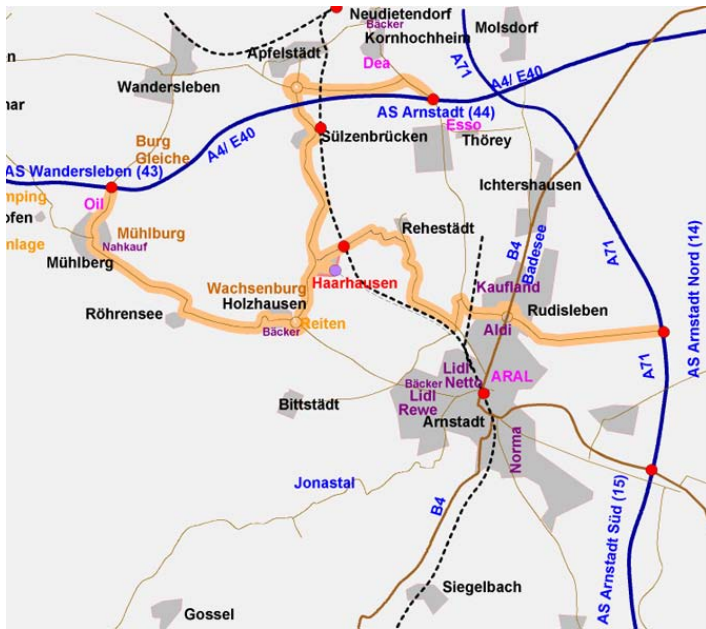 Neudietendorf
Bäcker
Kornhochheim
Molsdorf
Apfelstädt
Dea
A71
A4/ E40
Wandersleben
AS Arnstadt (44)
Esso
Thörey
Sülzenbrücken
Burg
Gleiche
A4/ E40
AS Wandersleben (43)
Oil
Ichtershausen
mping
ofen
Mühlburg
Nahkauf
nlage
Mühlberg
Rehestädt
B4
Badesee
A71
AS Arnstadt Nord (14)
Haarhausen
Wachsenburg
Holzhausen
Kaufland
Röhrensee
Reiten
Bäcker
Rudisleben
Aldi
A71
Lidl
Netto
ARAL
Bäcker
Lidl
Rewe
Bittstädt
Arnstadt
Norma
Jonastal
B4
AS Arnstadt Süd (15)
Siegelbach
Gossel